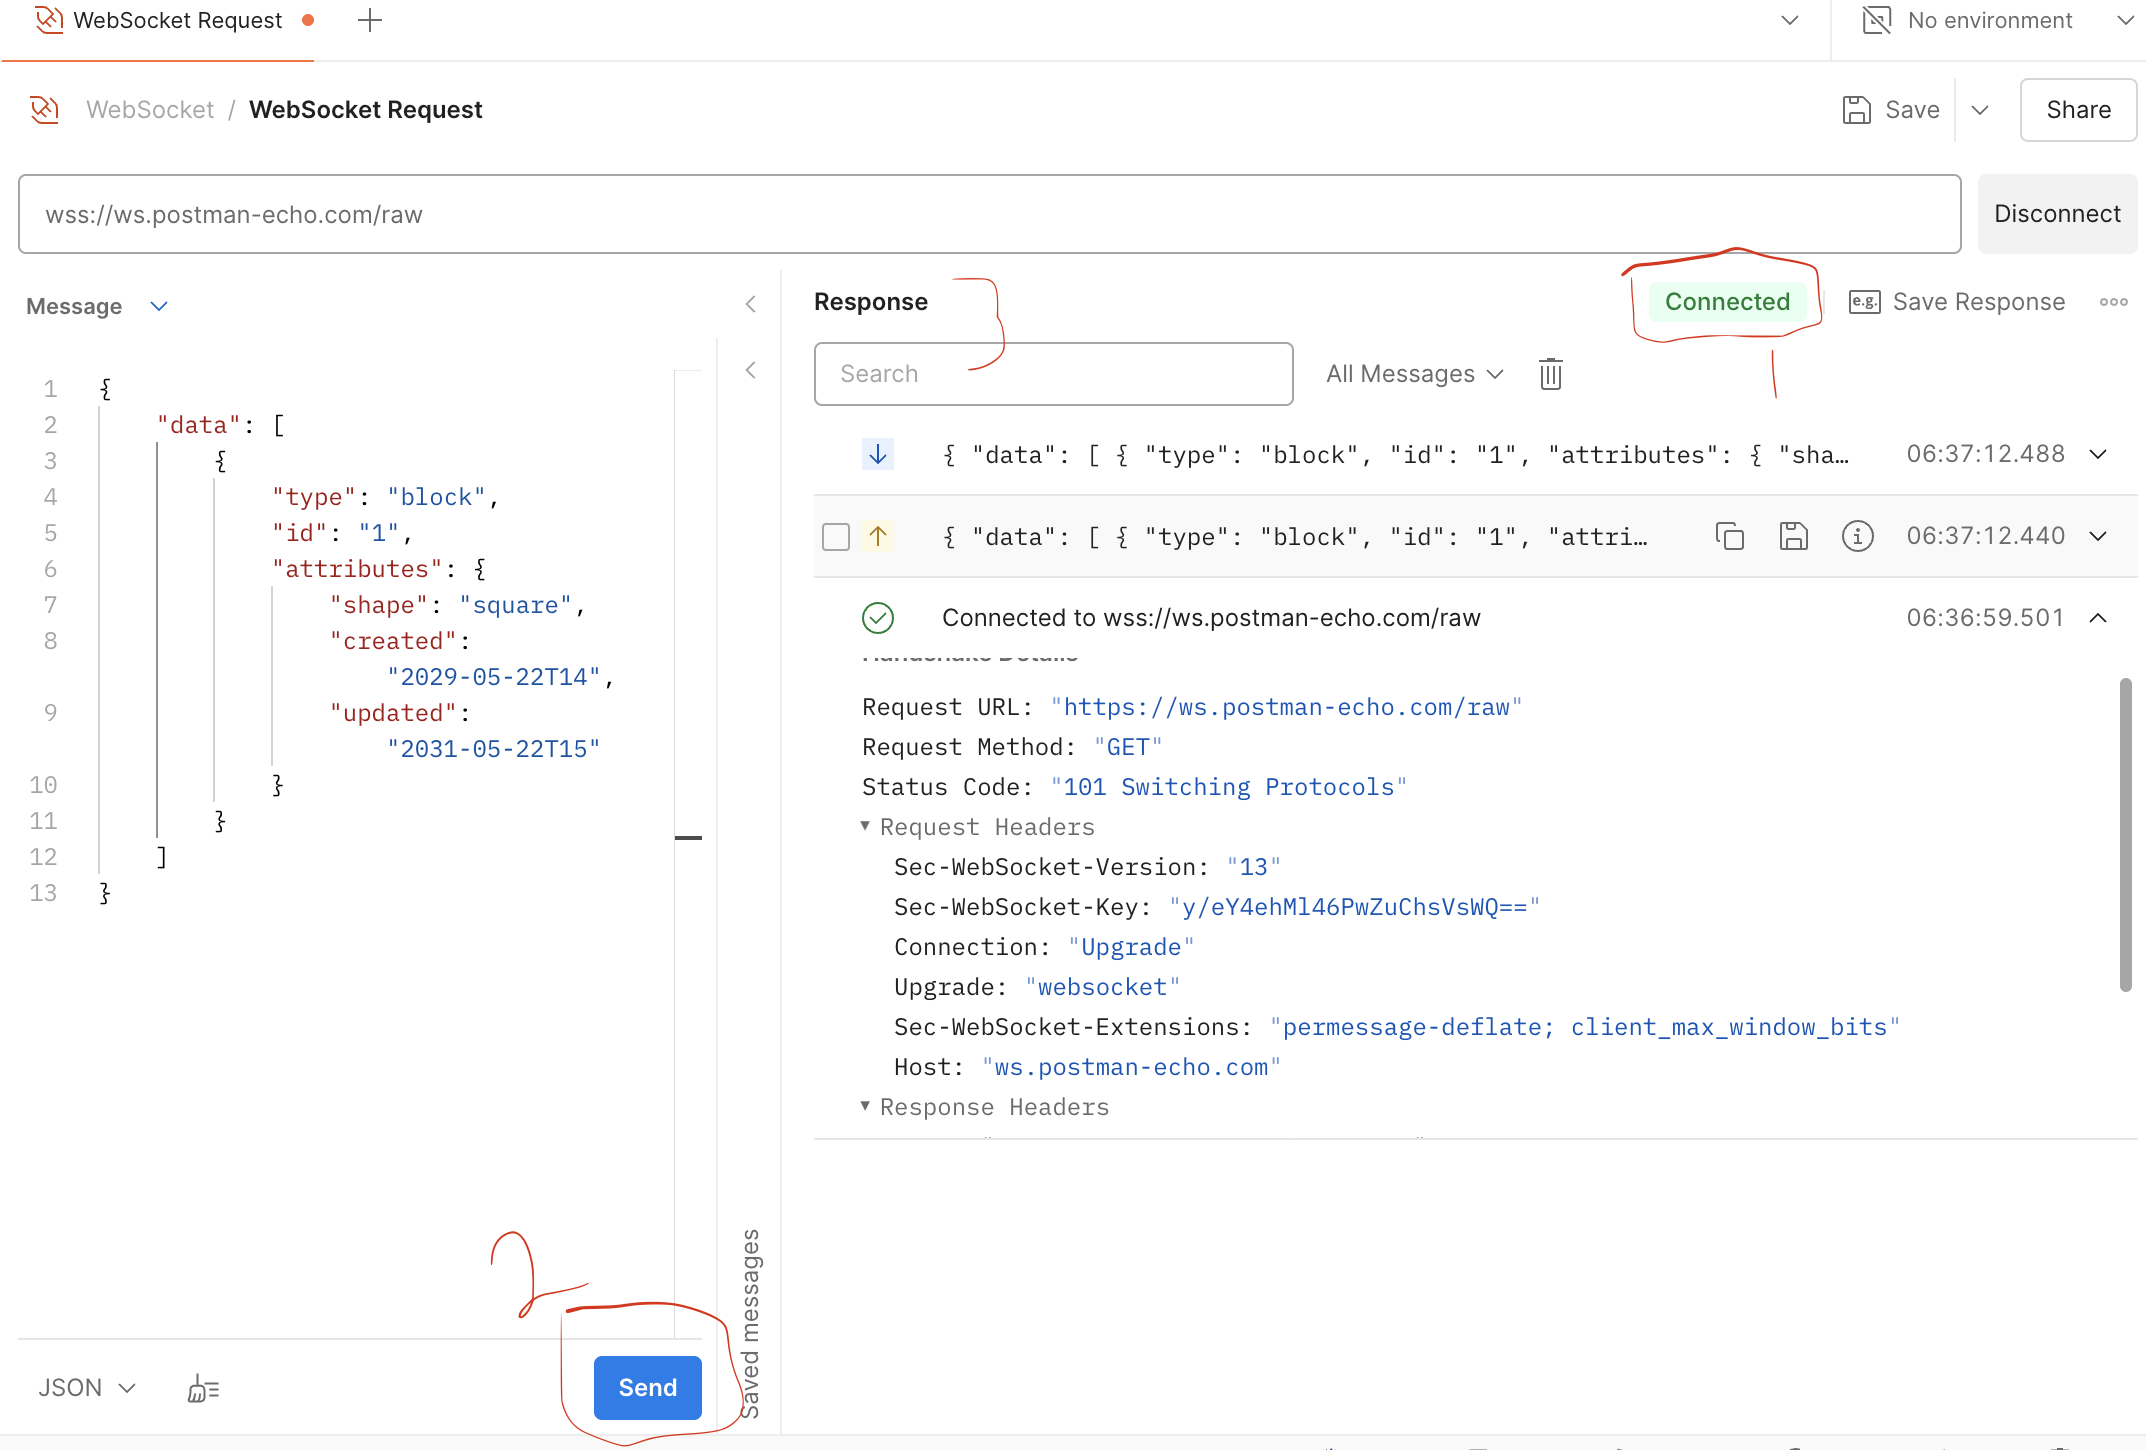 WebSocket Request
No environment
WebSocket / WebSocket Request
Save
Share
wss://ws.postman-echo.com/raw
Disconnect
Message
Response
Connected
e.g. Save Response
Search
All Messages
1 {
2 "data": [
3 {
4 "type": "block",
5 "id": "1",
6 "attributes": {
7 "shape": "square",
8 "created":
"2029-05-22T14",
9 "updated":
"2031-05-22T15"
10 }
11 }
12 ]
13 }
{ "data": [ { "type": "block", "id": "1", "attributes": { "sha… 06:37:12.488
{ "data": [ { "type": "block", "id": "1", "attri… 06:37:12.440
Connected to wss://ws.postman-echo.com/raw 06:36:59.501
Handshake Details
Request URL: "https://ws.postman-echo.com/raw"
Request Method: "GET"
Status Code: "101 Switching Protocols"
Request Headers
Sec-WebSocket-Version: "13"
Sec-WebSocket-Key: "y/eY4ehMl46PwZuChsVsWQ=="
Connection: "Upgrade"
Upgrade: "websocket"
Sec-WebSocket-Extensions: "permessage-deflate; client_max_window_bits"
Host: "ws.postman-echo.com"
Response Headers
1
2
3
Saved messages
JSON
Send